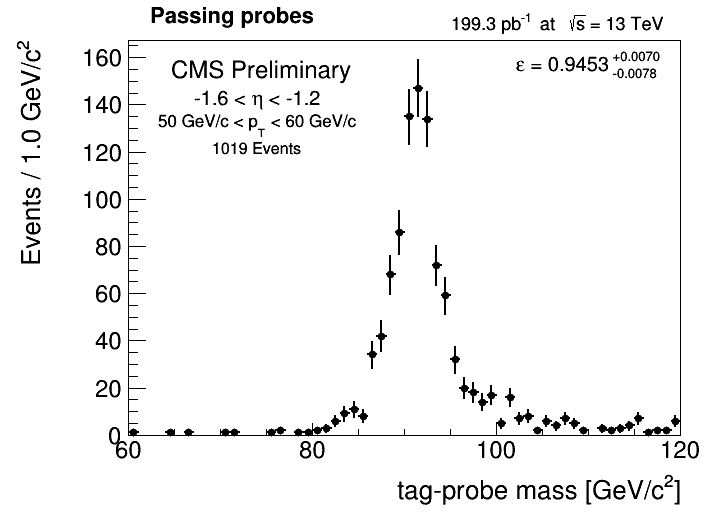 Passing probes
199.3 pb⁻¹ at √s = 13 TeV
CMS Preliminary
ε = 0.9453 +0.0070 -0.0078
-1.6 < η < -1.2
50 GeV/c < p_T < 60 GeV/c
1019 Events
Events / 1.0 GeV/c²
160
140
120
100
80
60
40
20
0
60 80 100 120
tag-probe mass [GeV/c²]